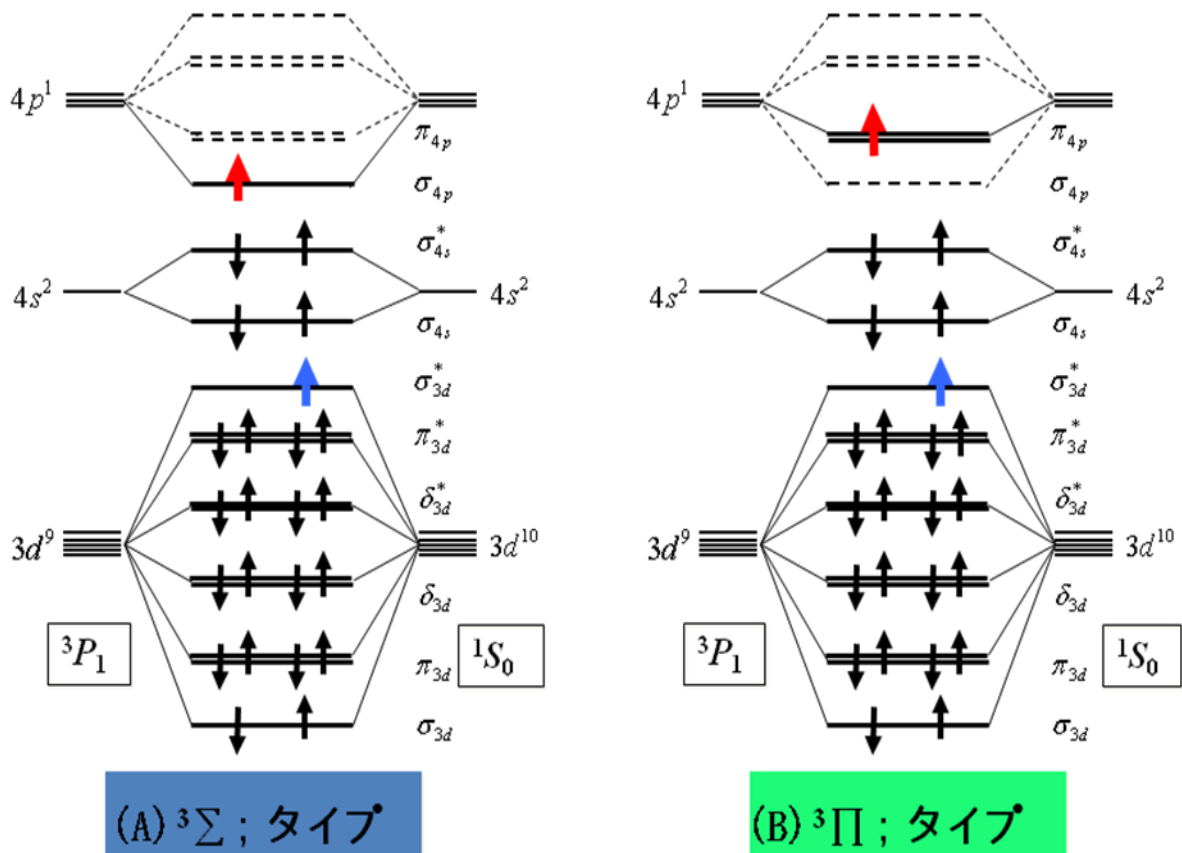 4p¹
π₄ₚ
σ₄ₚ
σ*₄ₛ
4s²
4s²
σ₄ₛ
σ*₃d
π*₃d
δ*₃d
3d⁹
3d¹⁰
δ₃d
³P₁
¹S₀
π₃d
σ₃d
(A) ³Σ ; タイプ
4p¹
π₄ₚ
σ₄ₚ
σ*₄ₛ
4s²
4s²
σ₄ₛ
σ*₃d
π*₃d
δ*₃d
3d⁹
3d¹⁰
δ₃d
³P₁
¹S₀
π₃d
σ₃d
(B) ³Π ; タイプ